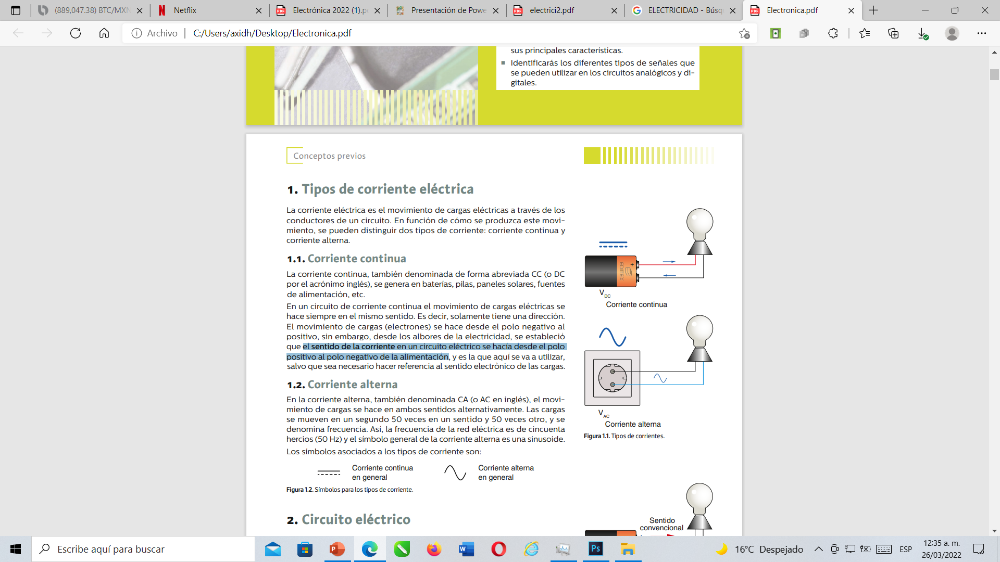 (889,047.38) BTC/MXN
Netflix
Electrónica 2022 (1).p
Presentación de Powe
electrici2.pdf
ELECTRICIDAD - Búsq
Electronica.pdf
Archivo
C:/Users/axidh/Desktop/Electronica.pdf
sus principales características.
■ Identificarás los diferentes tipos de señales que
se pueden utilizar en los circuitos analógicos y di-
gitales.
Conceptos previos
1. Tipos de corriente eléctrica
La corriente eléctrica es el movimiento de cargas eléctricas a través de los
conductores de un circuito. En función de cómo se produzca este movi-
miento, se pueden distinguir dos tipos de corriente: corriente continua y
corriente alterna.
1.1. Corriente continua
La corriente continua, también denominada de forma abreviada CC (o DC
por el acrónimo inglés), se genera en baterías, pilas, paneles solares, fuentes
de alimentación, etc.
En un circuito de corriente continua el movimiento de cargas eléctricas se
hace siempre en el mismo sentido. Es decir, solamente tiene una dirección.
El movimiento de cargas (electrones) se hace desde el polo negativo al
positivo, sin embargo, desde los albores de la electricidad, se estableció
que el sentido de la corriente en un circuito eléctrico se hacía desde el polo
positivo al polo negativo de la alimentación, y es la que aquí se va a utilizar,
salvo que sea necesario hacer referencia al sentido electrónico de las cargas.
1.2. Corriente alterna
En la corriente alterna, también denominada CA (o AC en inglés), el movi-
miento de cargas se hace en ambos sentidos alternativamente. Las cargas
se mueven en un segundo 50 veces en un sentido y 50 veces otro, y se
denomina frecuencia. Así, la frecuencia de la red eléctrica es de cincuenta
hercios (50 Hz) y el símbolo general de la corriente alterna es una sinusoide.
Los símbolos asociados a los tipos de corriente son:
Corriente continua
en general
Corriente alterna
en general
Figura 1.2. Símbolos para los tipos de corriente.
2. Circuito eléctrico
EDITEX
+
VDC
Corriente continua
VAC
Corriente alterna
Figura 1.1. Tipos de corrientes.
Sentido
convencional
Escribe aquí para buscar
16°C Despejado
ESP
12:35 a. m.
26/03/2022